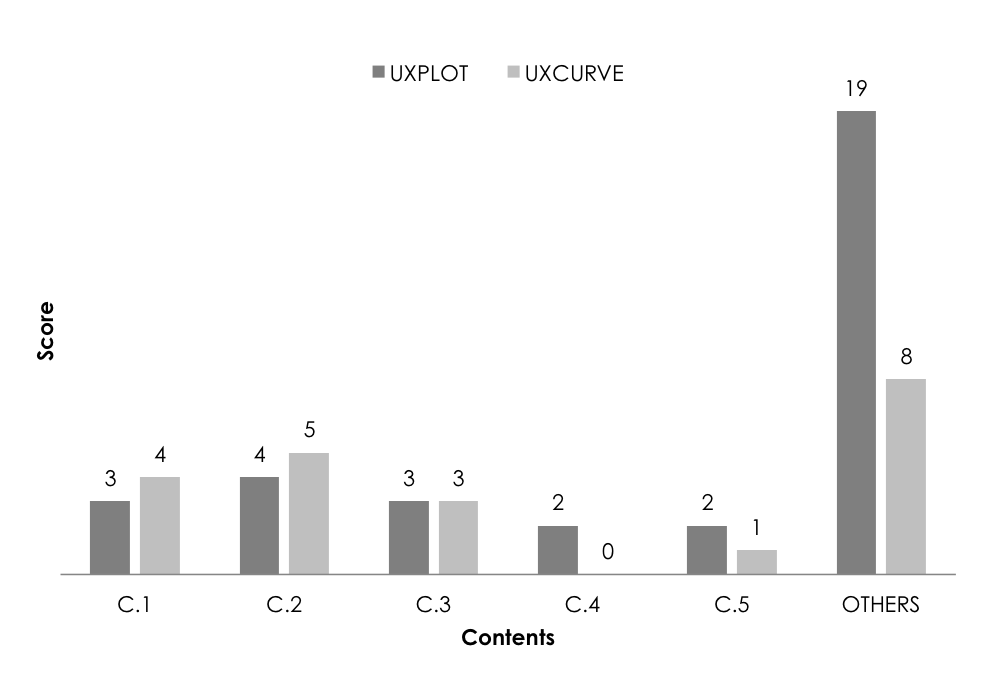 UXPLOT UXCURVE
19
8
5
4 4
3 3 3
2 2
1
0
Score
C.1 C.2 C.3 C.4 C.5 OTHERS
Contents